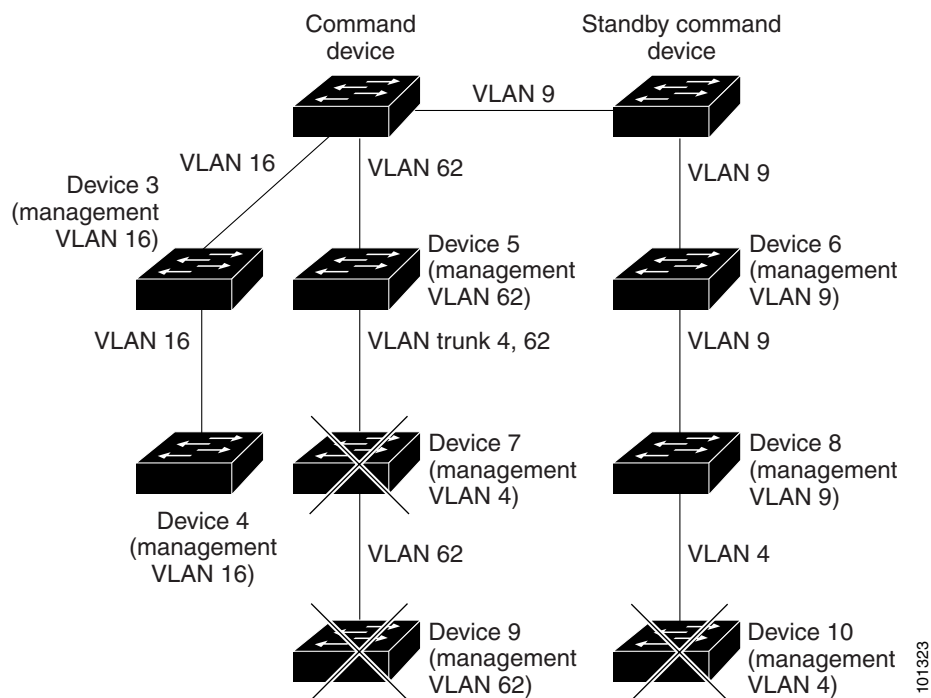 Command
device
Standby command
device
VLAN 9
VLAN 16
VLAN 62
VLAN 9
Device 3
(management
VLAN 16)
Device 5
(management
VLAN 62)
Device 6
(management
VLAN 9)
VLAN 16
VLAN trunk 4, 62
VLAN 9
Device 7
(management
VLAN 4)
Device 8
(management
VLAN 9)
Device 4
(management
VLAN 16)
VLAN 62
VLAN 4
Device 9
(management
VLAN 62)
Device 10
(management
VLAN 4)
101323